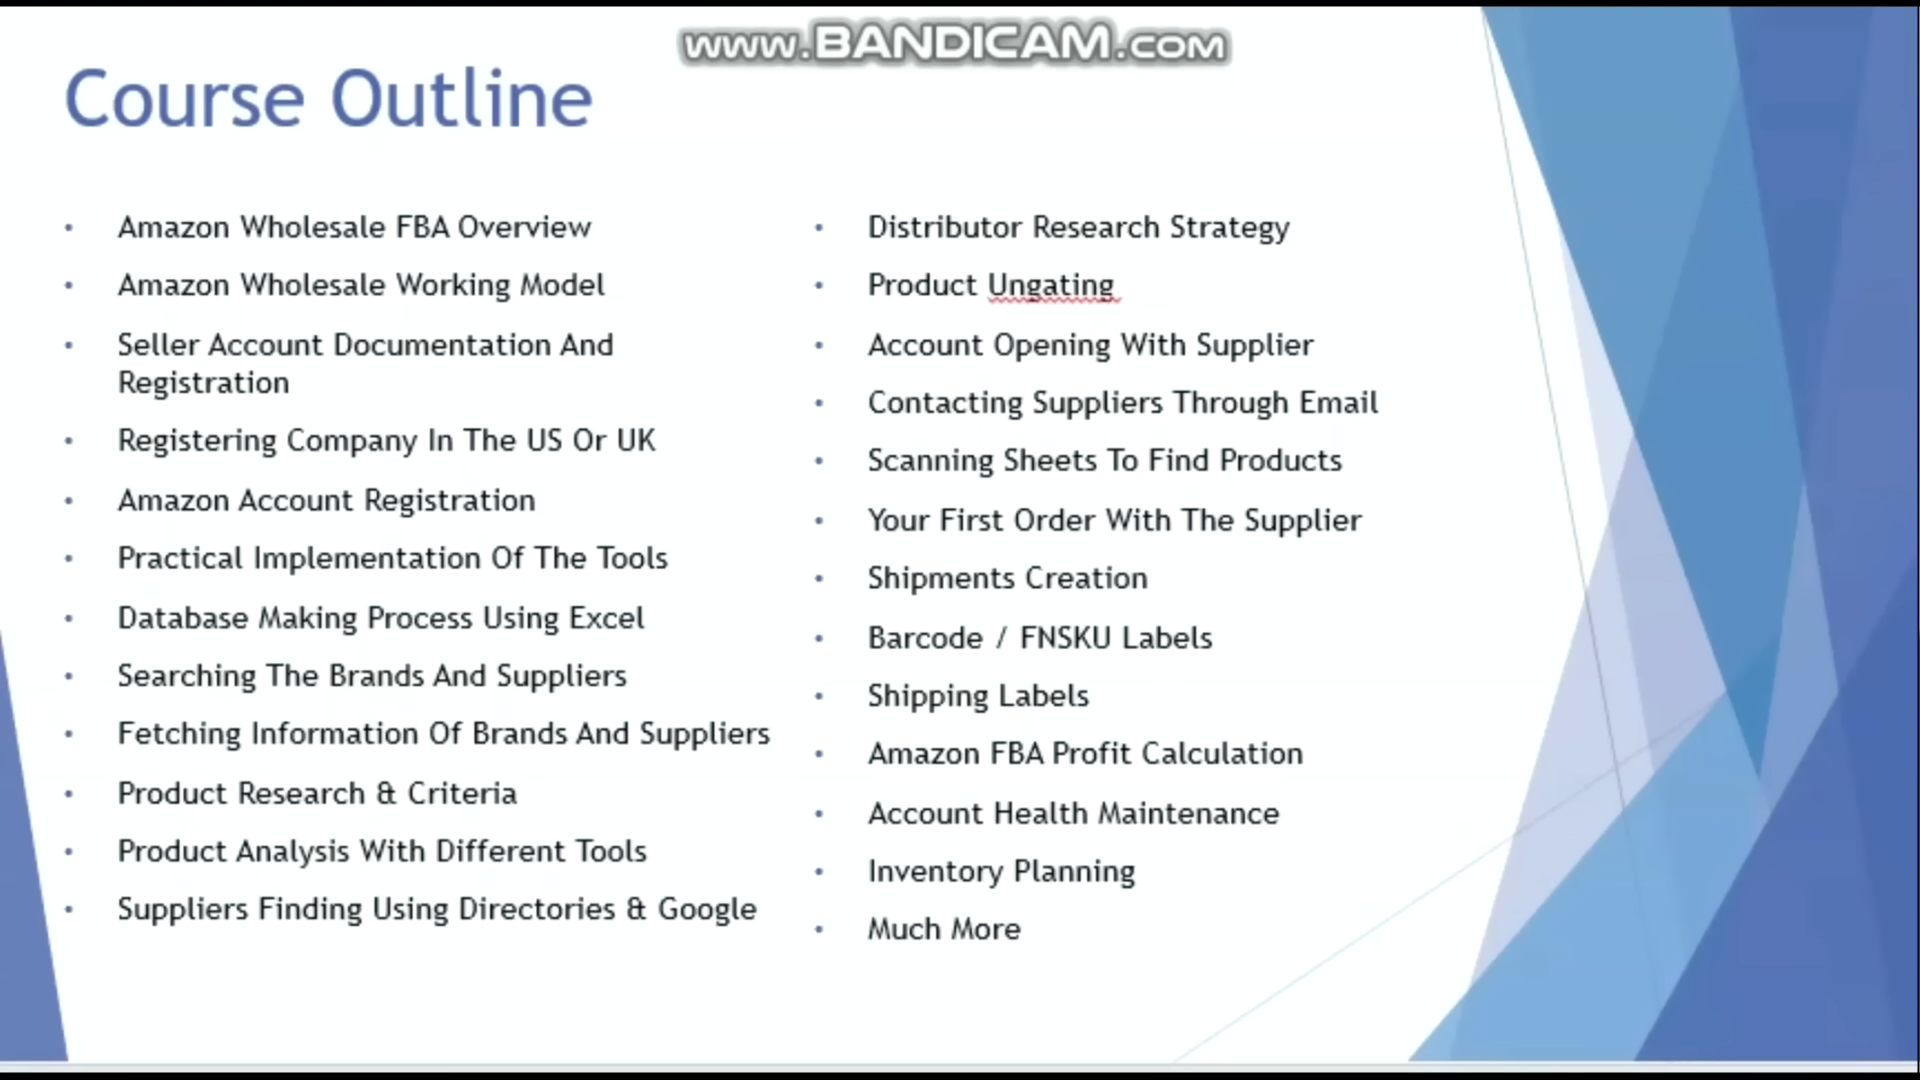 www.BANDICAM.com
Course Outline
• Amazon Wholesale FBA Overview
• Amazon Wholesale Working Model
• Seller Account Documentation And
Registration
• Registering Company In The US Or UK
• Amazon Account Registration
• Practical Implementation Of The Tools
• Database Making Process Using Excel
• Searching The Brands And Suppliers
• Fetching Information Of Brands And Suppliers
• Product Research & Criteria
• Product Analysis With Different Tools
• Suppliers Finding Using Directories & Google
• Distributor Research Strategy
• Product Ungating
• Account Opening With Supplier
• Contacting Suppliers Through Email
• Scanning Sheets To Find Products
• Your First Order With The Supplier
• Shipments Creation
• Barcode / FNSKU Labels
• Shipping Labels
• Amazon FBA Profit Calculation
• Account Health Maintenance
• Inventory Planning
• Much More